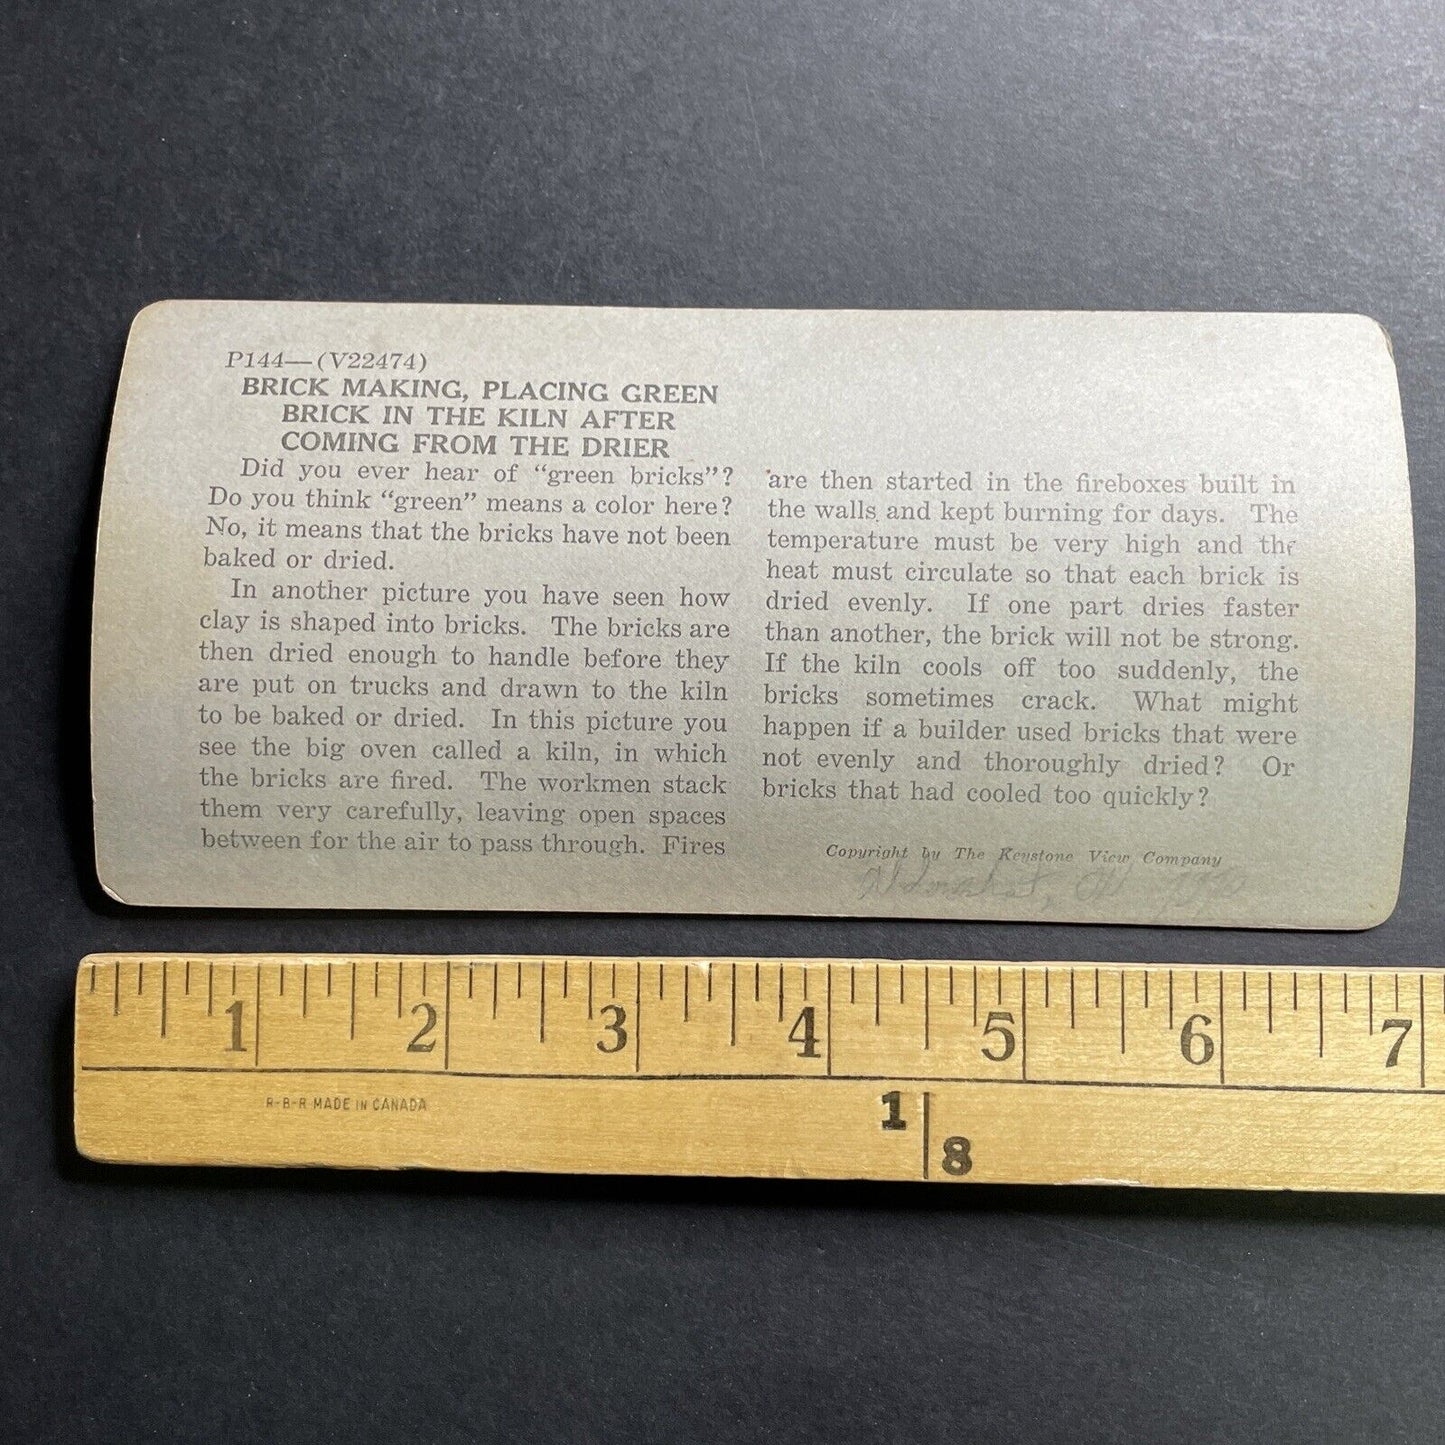 P144—(V22474)
BRICK MAKING, PLACING GREEN
BRICK IN THE KILN AFTER
COMING FROM THE DRIER
Did you ever hear of “green bricks”?
Do you think “green” means a color here?
No, it means that the bricks have not been
baked or dried.
In another picture you have seen how
clay is shaped into bricks. The bricks are
then dried enough to handle before they
are put on trucks and drawn to the kiln
to be baked or dried. In this picture you
see the big oven called a kiln, in which
the bricks are fired. The workmen stack
them very carefully, leaving open spaces
between for the air to pass through. Fires
are then started in the fireboxes built in
the walls and kept burning for days. The
temperature must be very high and the
heat must circulate so that each brick is
dried evenly. If one part dries faster
than another, the brick will not be strong.
If the kiln cools off too suddenly, the
bricks sometimes crack. What might
happen if a builder used bricks that were
not evenly and thoroughly dried? Or
bricks that had cooled too quickly?
Copyright by The Keystone View Company
1 2 3 4 5 6 7
R-B-R MADE IN CANADA
1
8